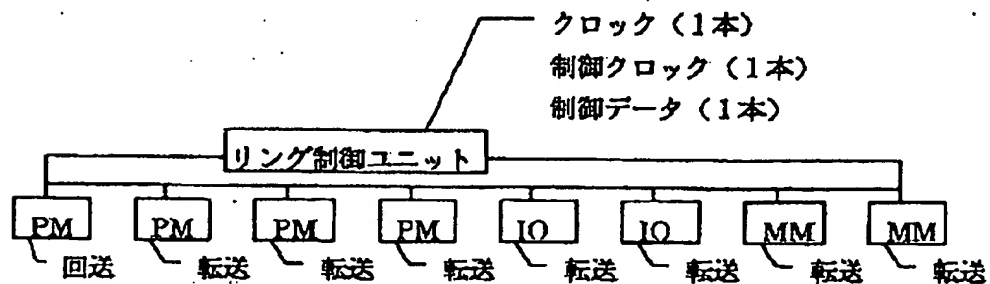 クロック（1本）
制御クロック（1本）
制御データ（1本）
リング制御ユニット
PM PM PM PM IO IO MM MM
回送 転送 転送 転送 転送 転送 転送 転送